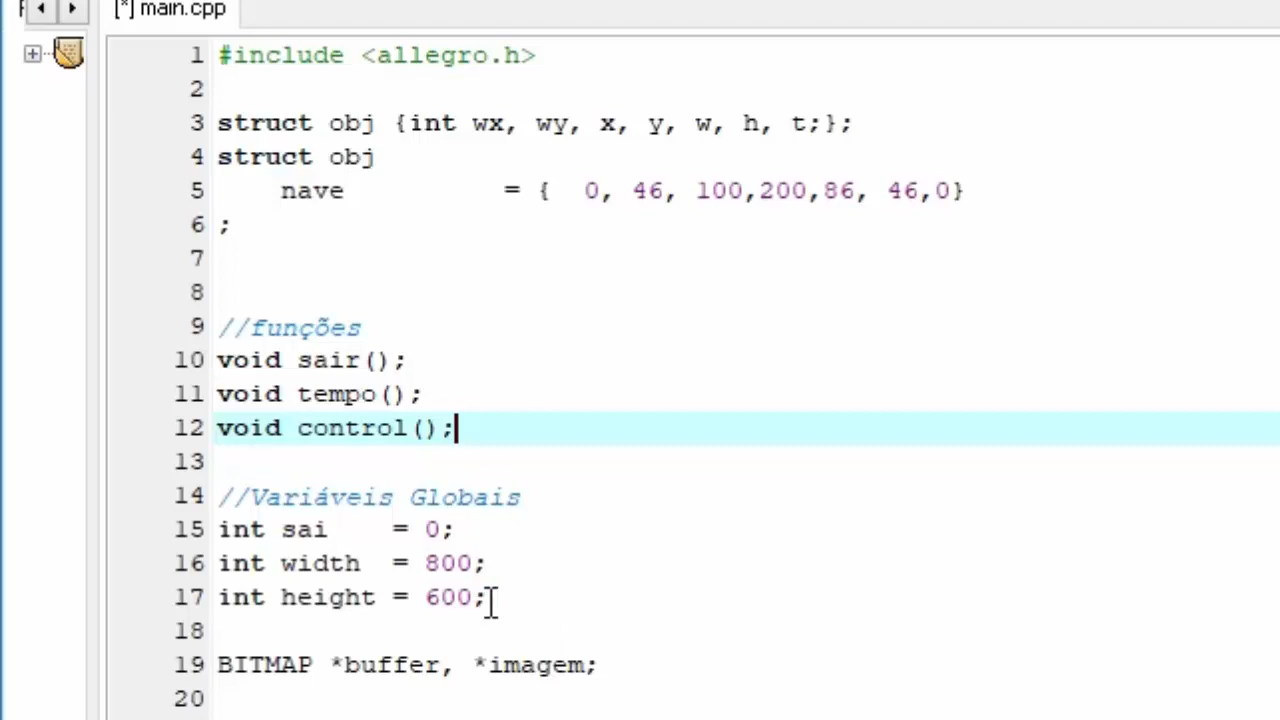 [*] main.cpp
1 #include <allegro.h>
2
3 struct obj {int wx, wy, x, y, w, h, t;};
4 struct obj
5 nave = { 0, 46, 100,200,86, 46,0}
6 ;
7
8
9 //funções
10 void sair();
11 void tempo();
12 void control();
13
14 //Variáveis Globais
15 int sai = 0;
16 int width = 800;
17 int height = 600;
18
19 BITMAP *buffer, *imagem;
20